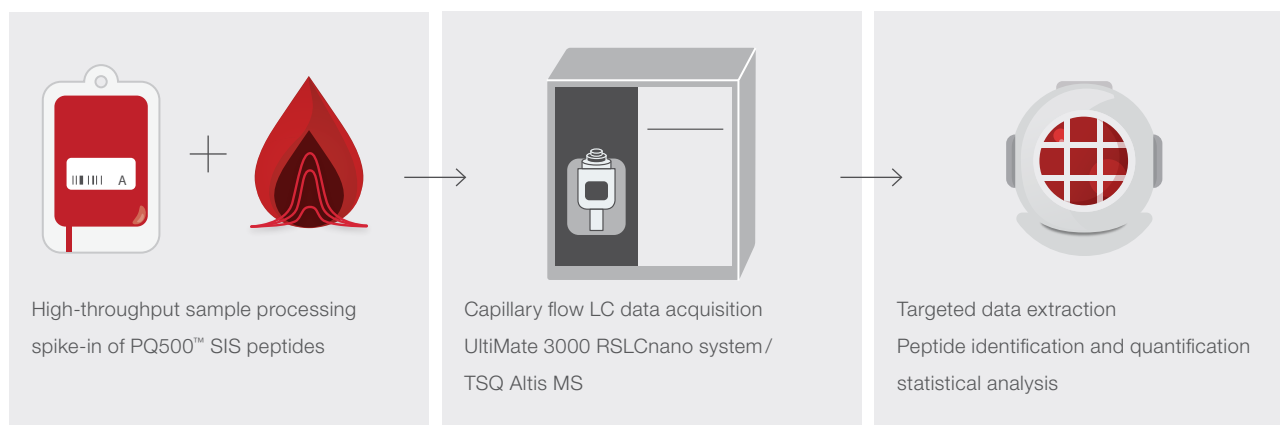 A
High-throughput sample processing
spike-in of PQ500™ SIS peptides
Capillary flow LC data acquisition
UltiMate 3000 RSLCnano system/
TSQ Altis MS
Targeted data extraction
Peptide identification and quantification
statistical analysis